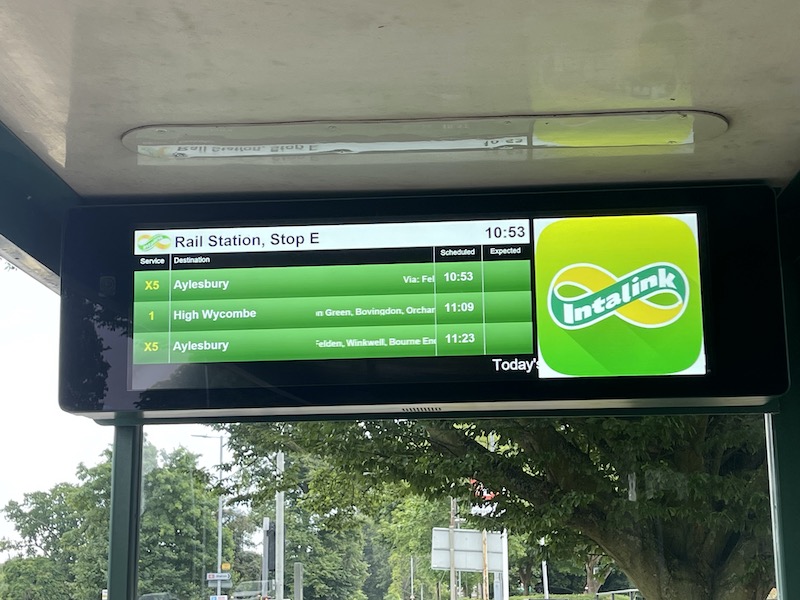 Rail Station, Stop E 10:53
Service Destination Scheduled Expected
X5 Aylesbury Via: Fel 10:53
1 High Wycombe n Green, Bovingdon, Orchar 11:09
X5 Aylesbury Felden, Winkwell, Bourne En 11:23
Today's
Intalink